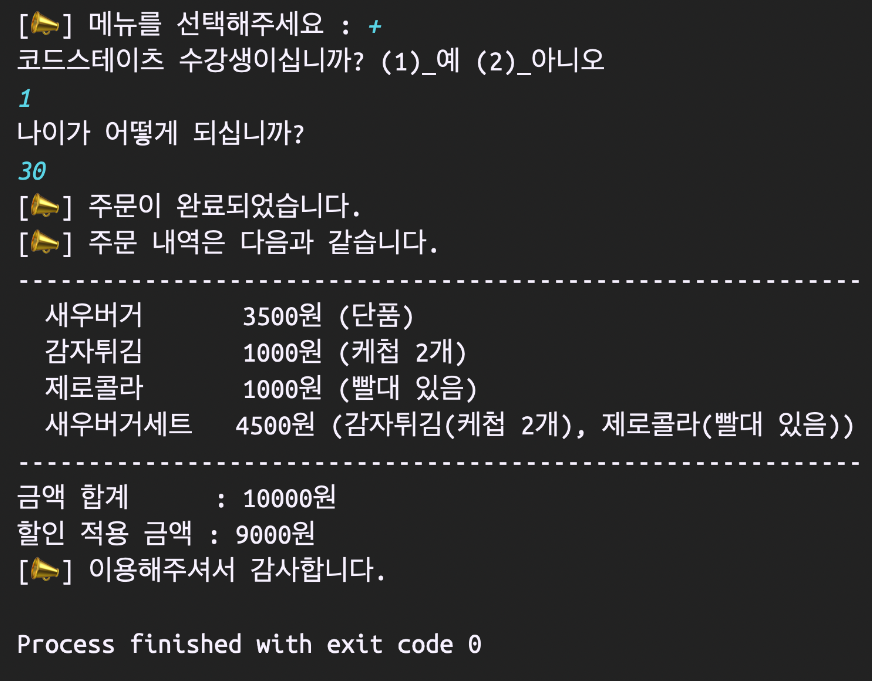 [📣] 메뉴를 선택해주세요 : +
코드스테이츠 수강생이십니까? (1)_예 (2)_아니오
1
나이가 어떻게 되십니까?
30
[📣] 주문이 완료되었습니다.
[📣] 주문 내역은 다음과 같습니다.
------------------------------------------------------------
새우버거 3500원 (단품)
감자튀김 1000원 (케첩 2개)
제로콜라 1000원 (빨대 있음)
새우버거세트 4500원 (감자튀김(케첩 2개), 제로콜라(빨대 있음))
------------------------------------------------------------
금액 합계 : 10000원
할인 적용 금액 : 9000원
[📣] 이용해주셔서 감사합니다.
Process finished with exit code 0